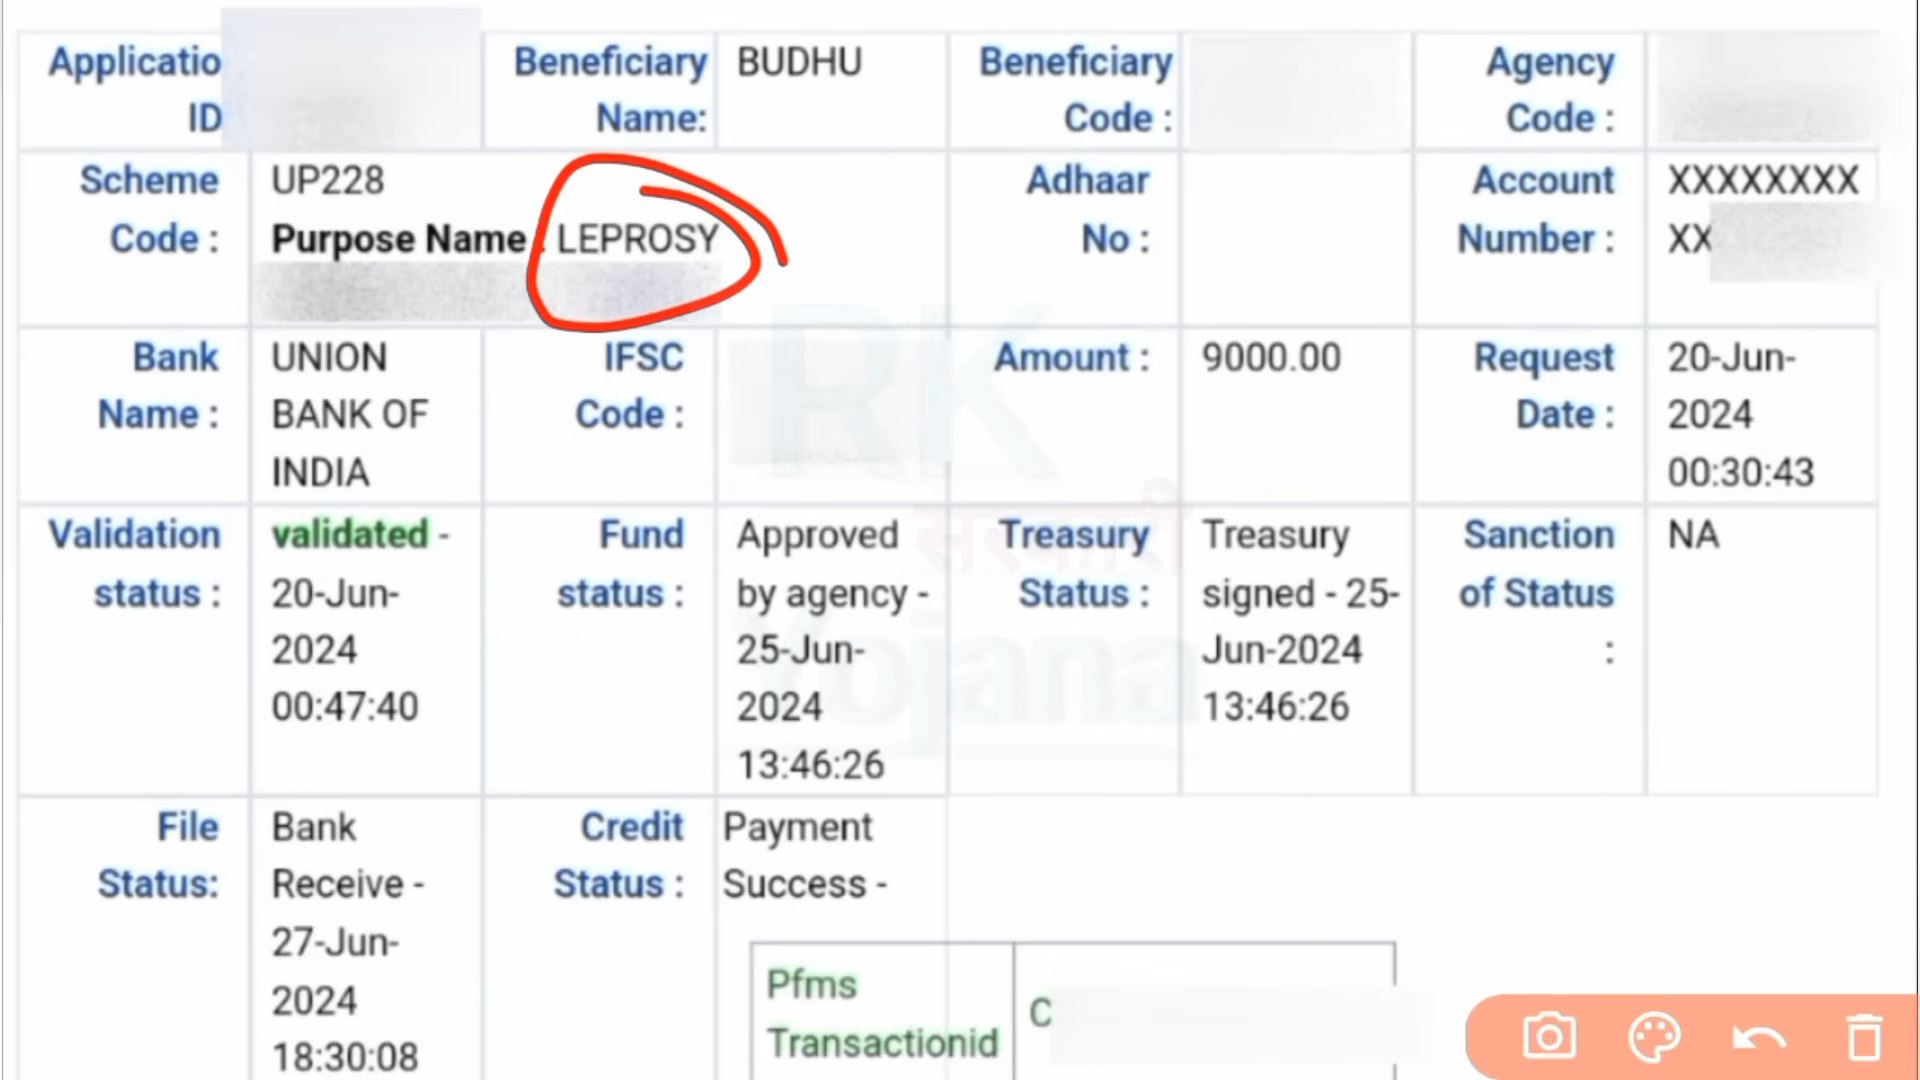 Applicatio
ID
Beneficiary
Name:
BUDHU
Beneficiary
Code :
Agency
Code :
Scheme
Code :
UP228
Purpose Name : LEPROSY
Adhaar
No :
Account
Number :
XXXXXXXX
XX
Bank
Name :
UNION
BANK OF
INDIA
IFSC
Code :
Amount :
9000.00
Request
Date :
20-Jun-
2024
00:30:43
Validation
status :
validated -
20-Jun-
2024
00:47:40
Fund
status :
Approved
by agency -
25-Jun-
2024
13:46:26
Treasury
Status :
Treasury
signed - 25-
Jun-2024
13:46:26
Sanction
of Status
:
NA
File
Status:
Bank
Receive -
27-Jun-
2024
18:30:08
Credit
Status :
Payment
Success -
Pfms
Transactionid
C
RK
सरकारी
Yojana